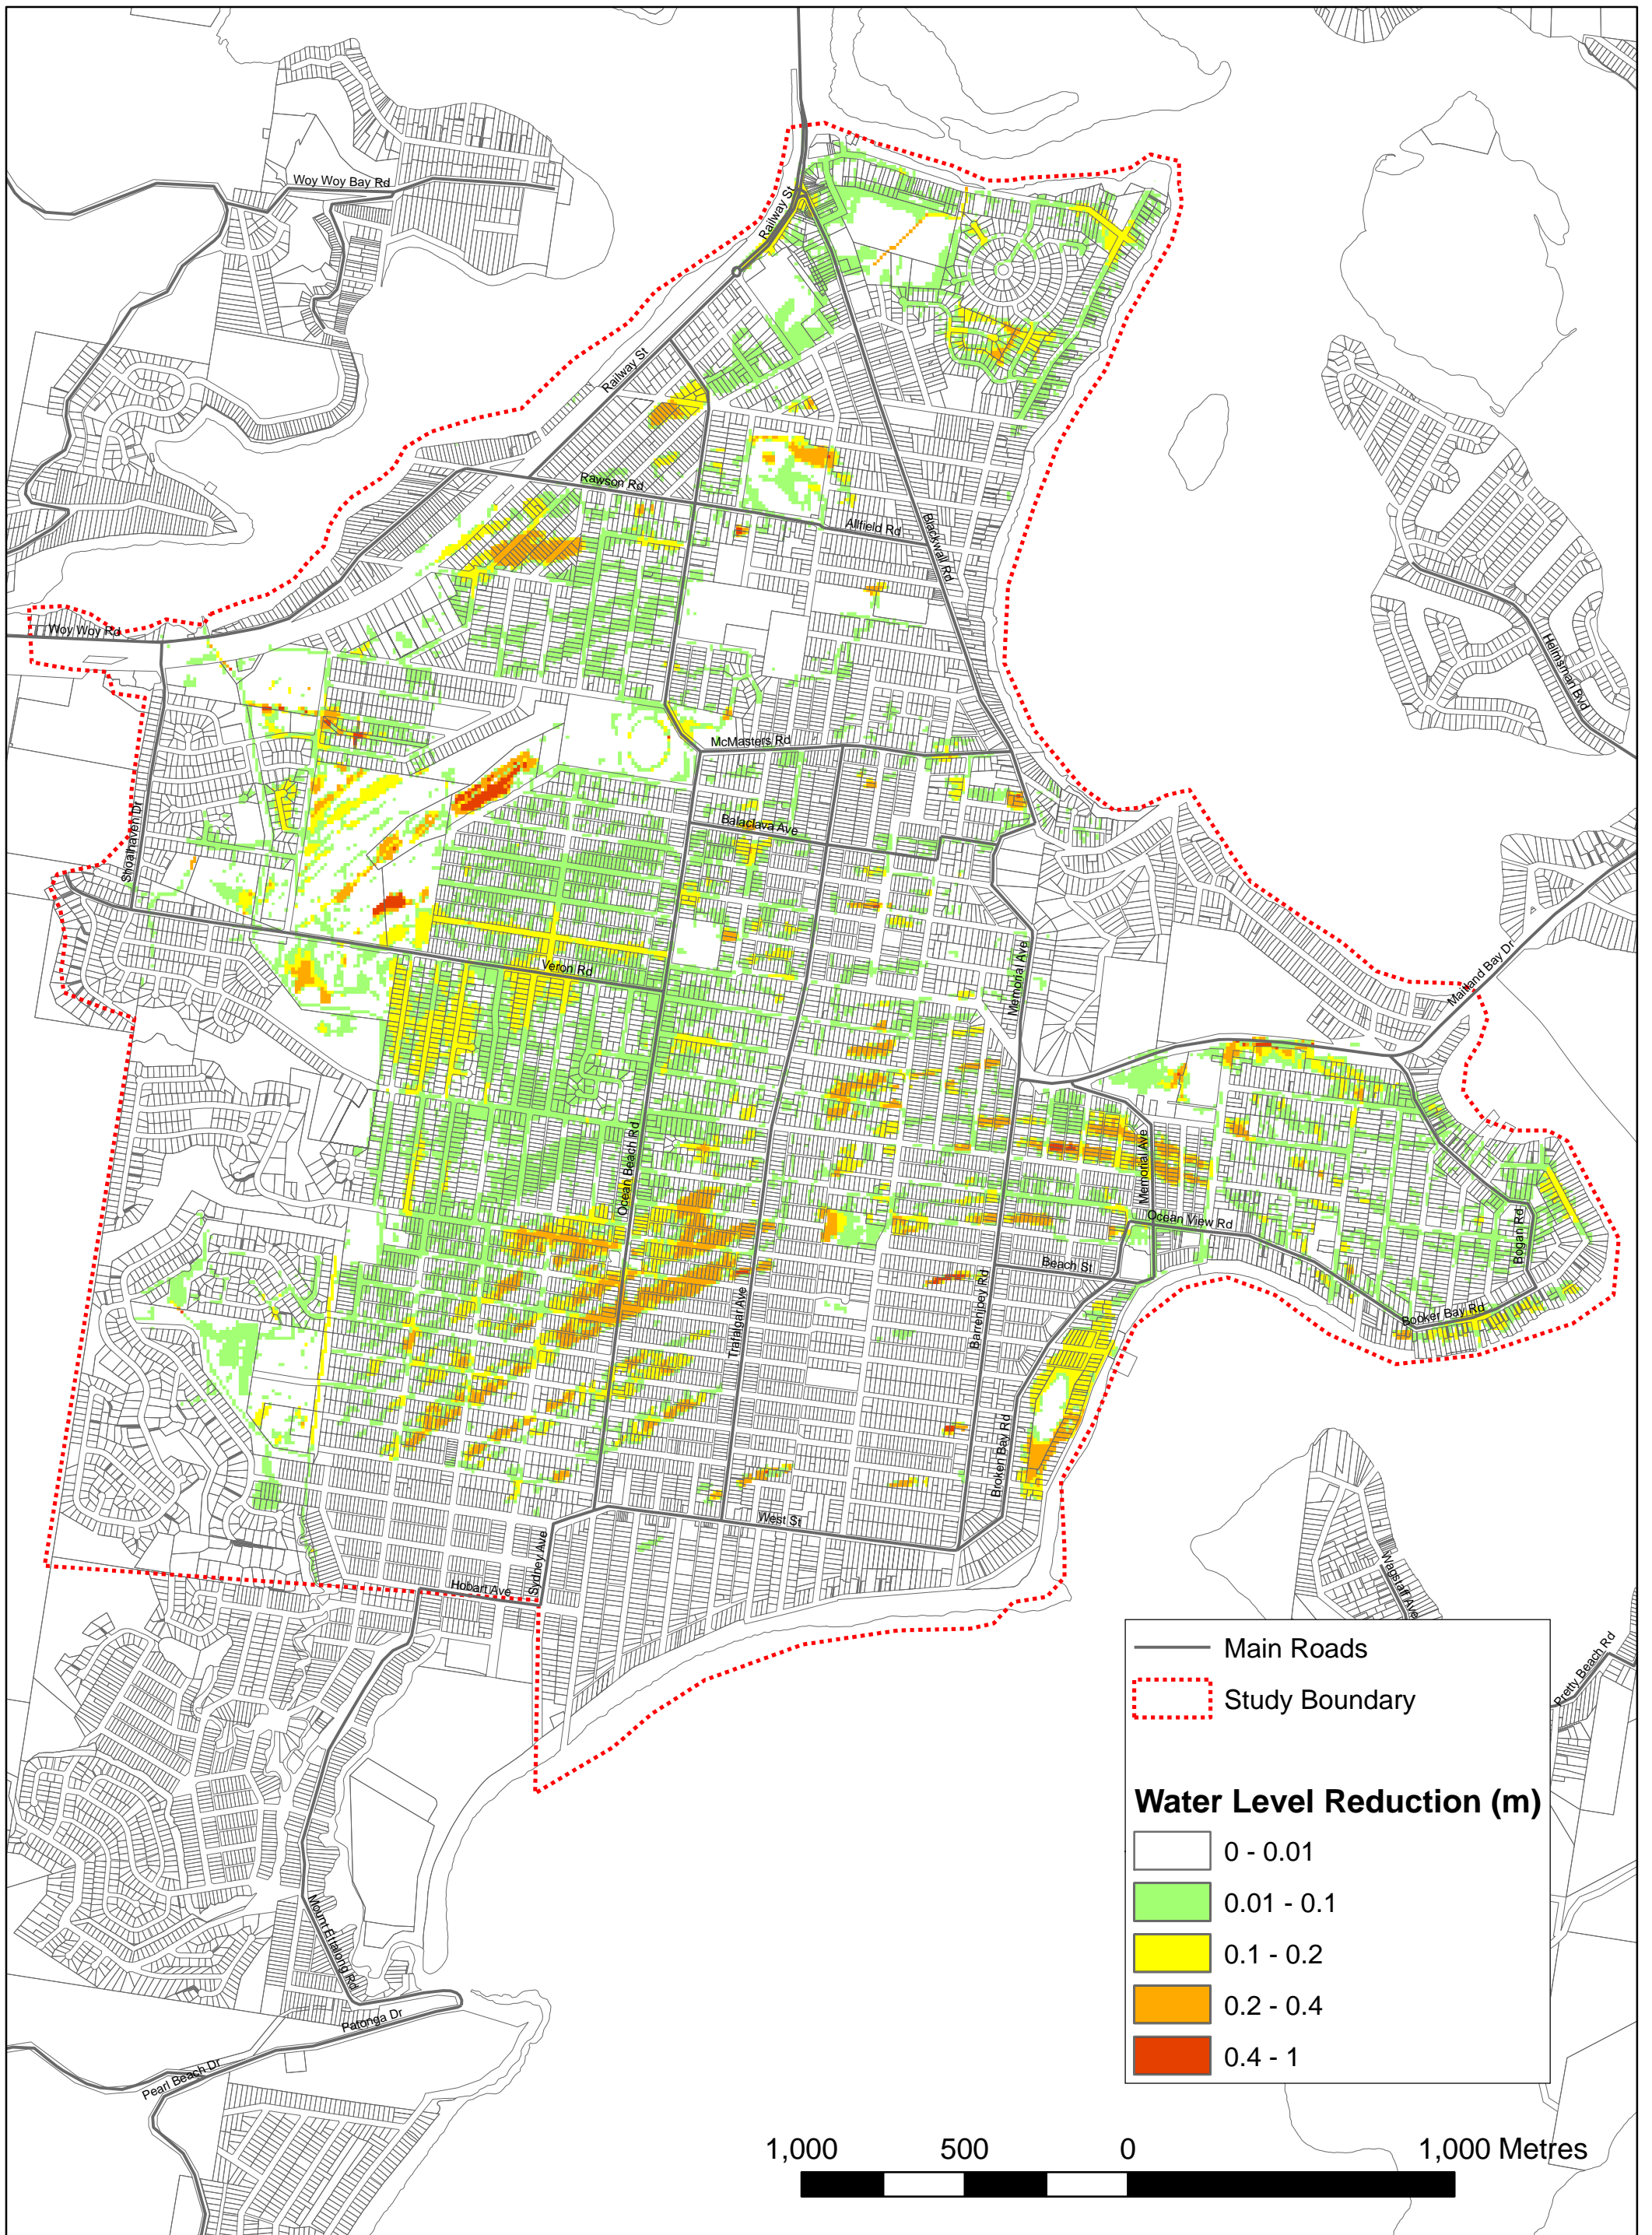 Woy Woy Bay Rd
Railway St
Railway St
Rawson Rd
Allfield Rd
Blackwall Rd
Woy Woy Rd
Helmsman Bvd
McMasters Rd
Shoalhaven Dr
Balaclava Ave
Veron Rd
Memorial Ave
Maitland Bay Dr
Ocean Beach Rd
Memorial Ave
Ocean View Rd
Bogan Rd
Beach St
Trafalgar Ave
Barrenjoey Rd
Booker Bay Rd
Broken Bay Rd
West St
Sydney Ave
Hobart Ave
Wagstaff Ave
Pretty Beach Rd
Main Roads
Study Boundary
Water Level Reduction (m)
0 - 0.01
0.01 - 0.1
0.1 - 0.2
0.2 - 0.4
0.4 - 1
Mount Ettalong Rd
Patonga Dr
Pearl Beach Dr
1,000 500 0 1,000 Metres